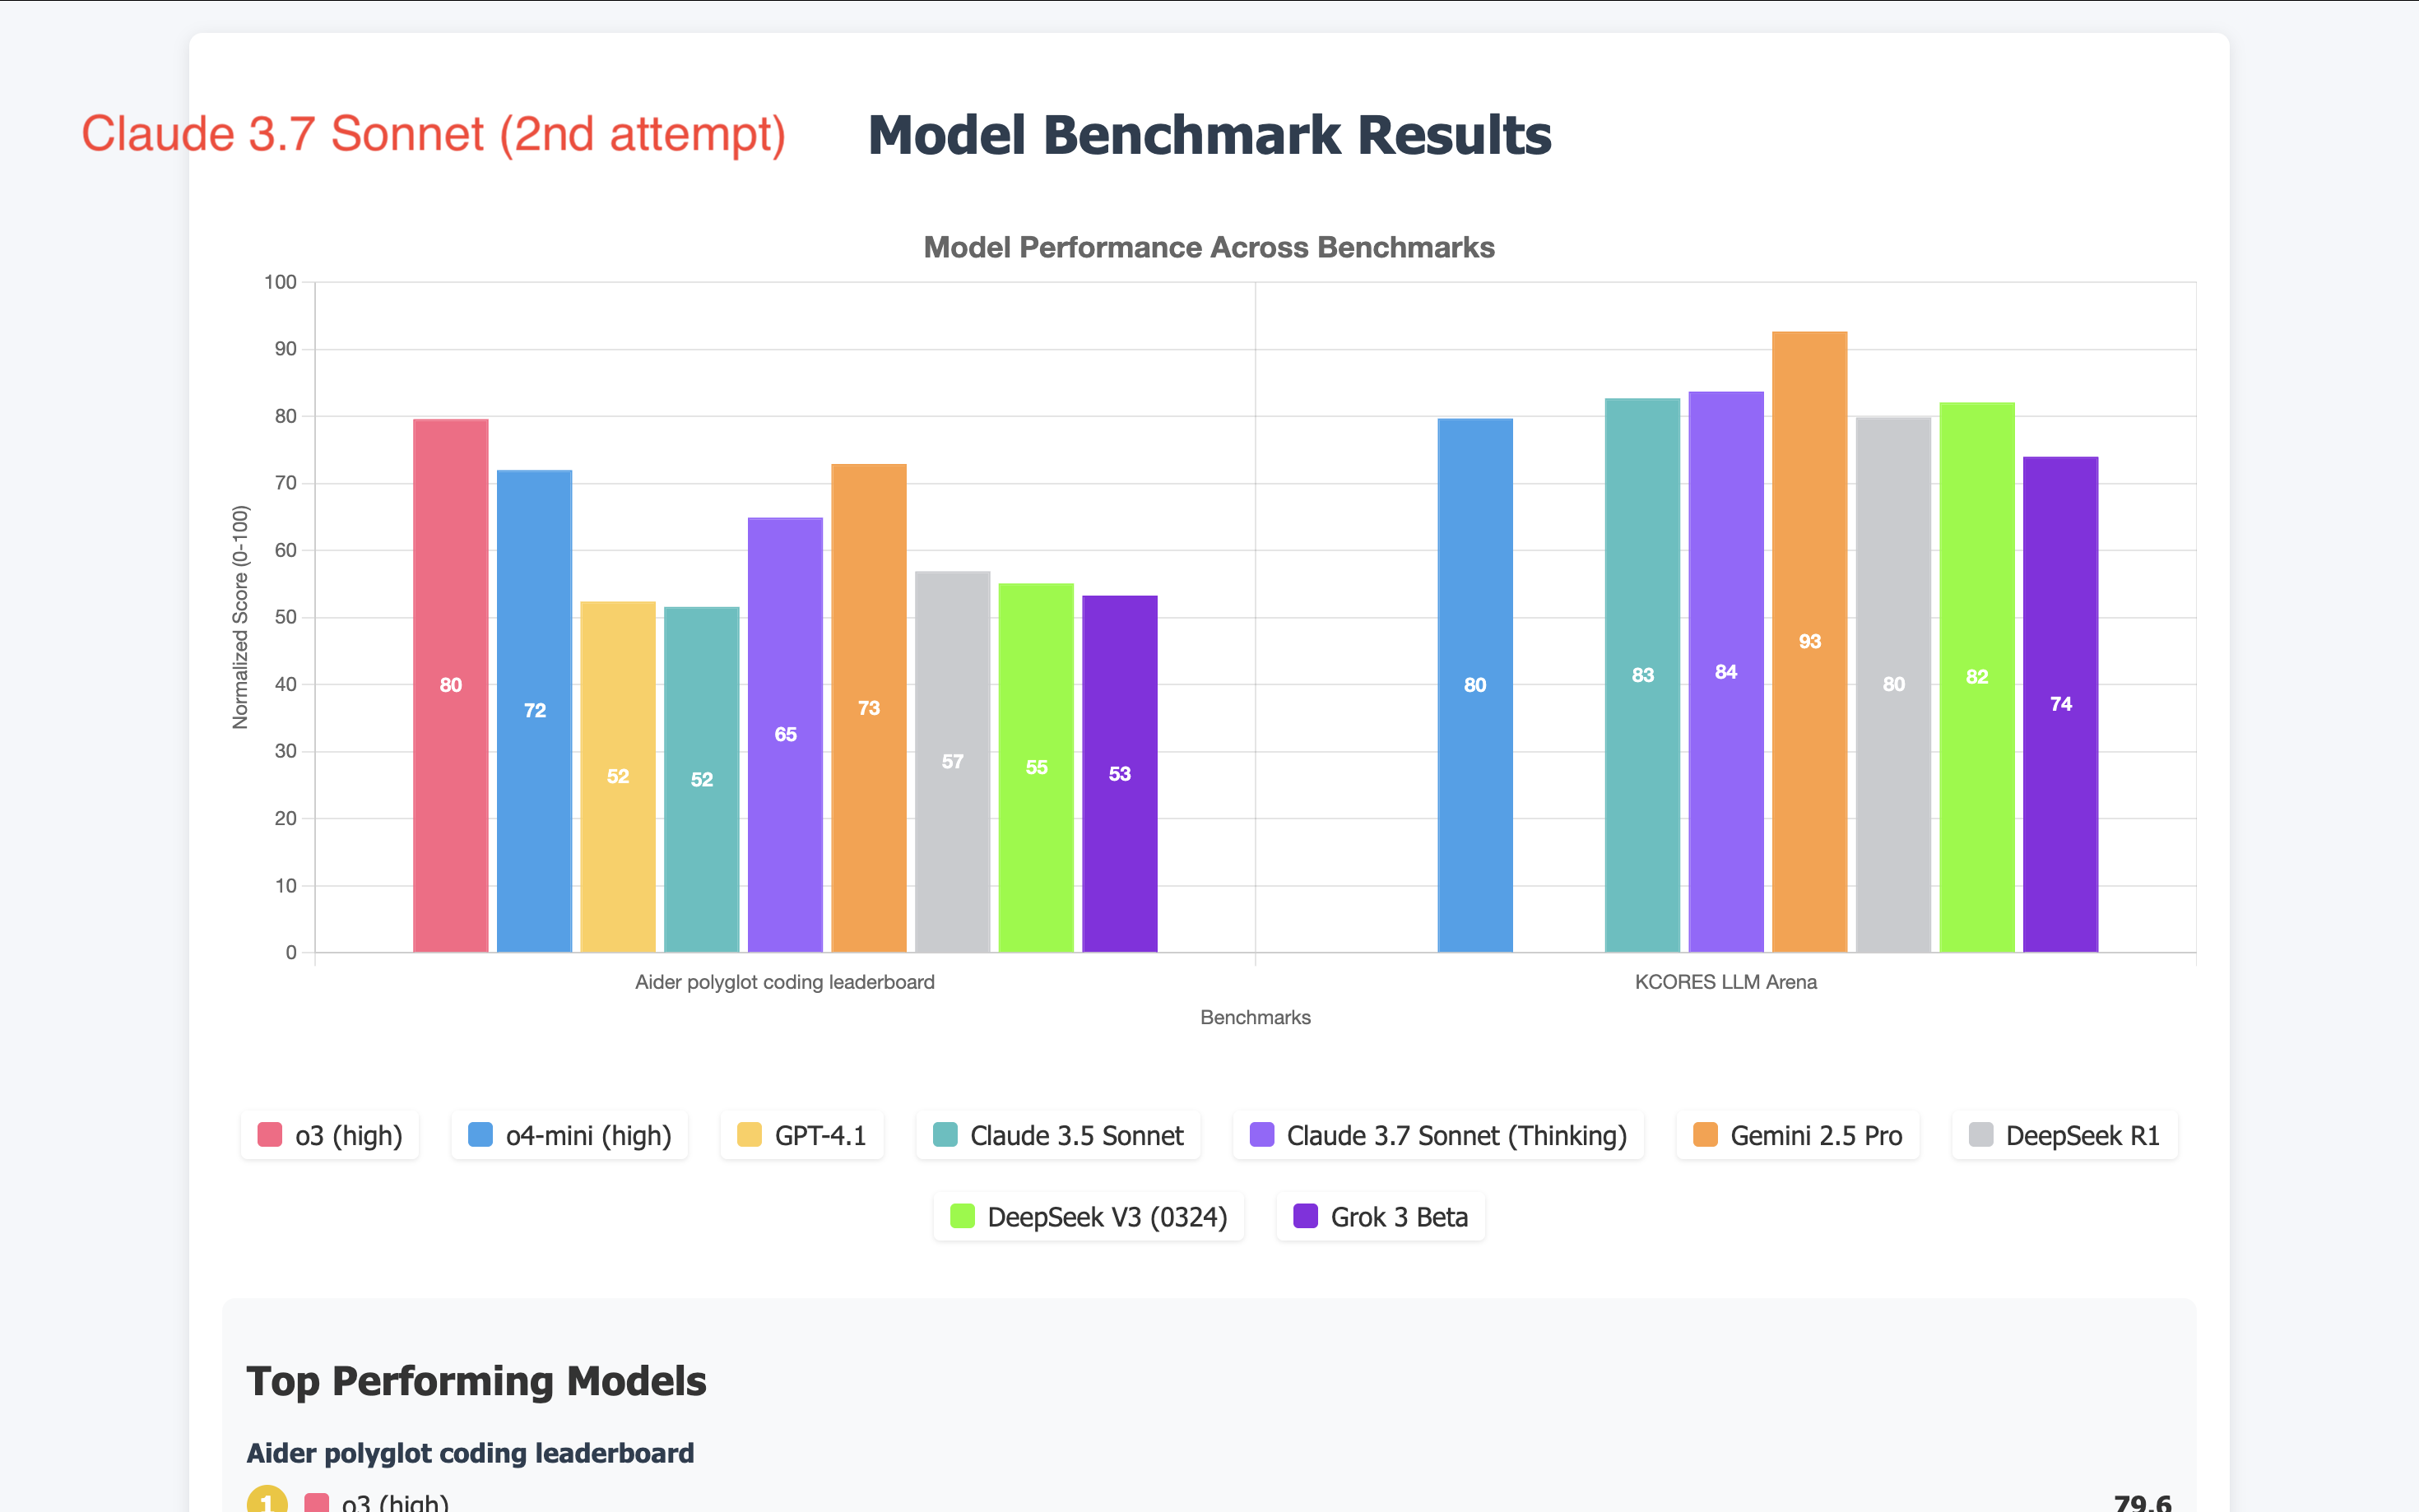 Claude 3.7 Sonnet (2nd attempt)
Model Benchmark Results
Model Performance Across Benchmarks
Normalized Score (0-100)
100
90
80
70
60
50
40
30
20
10
0
80
72
52
52
65
73
57
55
53
80
83
84
93
80
82
74
Aider polyglot coding leaderboard
KCORES LLM Arena
Benchmarks
o3 (high)
o4-mini (high)
GPT-4.1
Claude 3.5 Sonnet
Claude 3.7 Sonnet (Thinking)
Gemini 2.5 Pro
DeepSeek R1
DeepSeek V3 (0324)
Grok 3 Beta
Top Performing Models
Aider polyglot coding leaderboard
1 o3 (high) 79.6